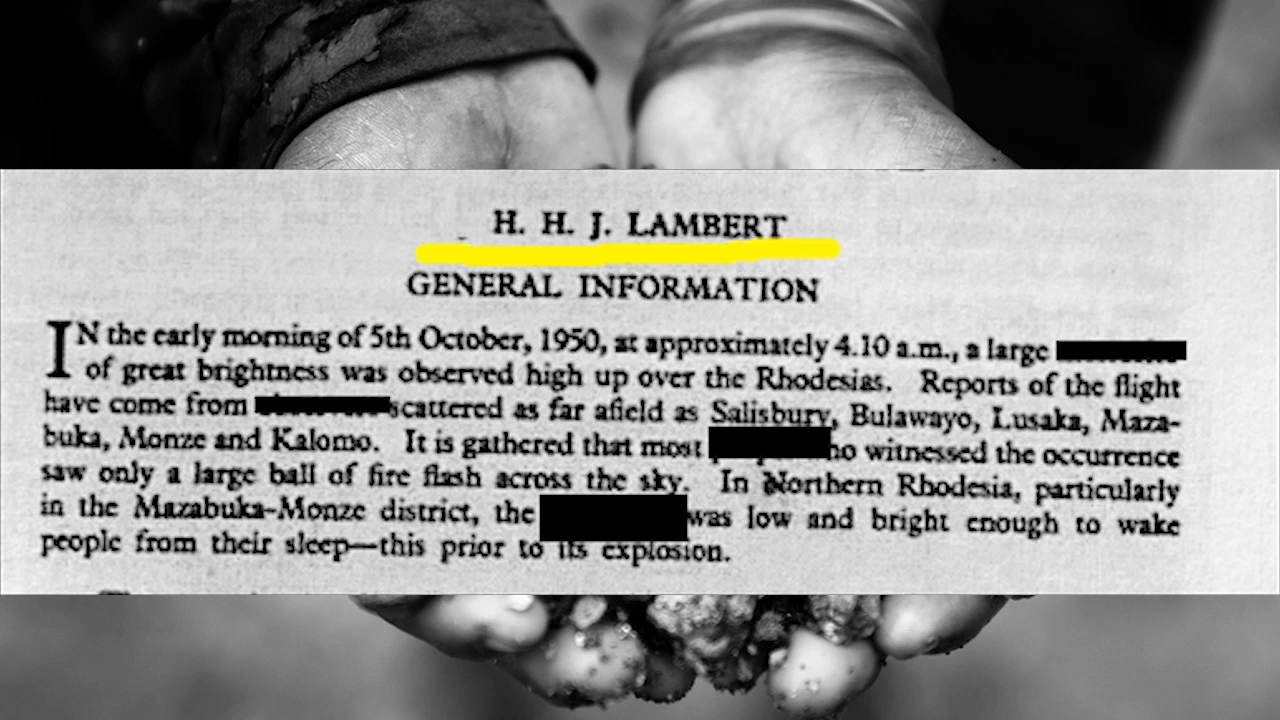 H. H. J. LAMBERT
GENERAL INFORMATION
IN the early morning of 5th October, 1950, at approximately 4.10 a.m., a large
of great brightness was observed high up over the Rhodesias. Reports of the flight
have come from scattered as far afield as Salisbury, Bulawayo, Lusaka, Maza-
buka, Monze and Kalomo. It is gathered that most witnessed the occurrence
saw only a large ball of fire flash across the sky. In Northern Rhodesia, particularly
in the Mazabuka-Monze district, the was low and bright enough to wake
people from their sleep—this prior to its explosion.